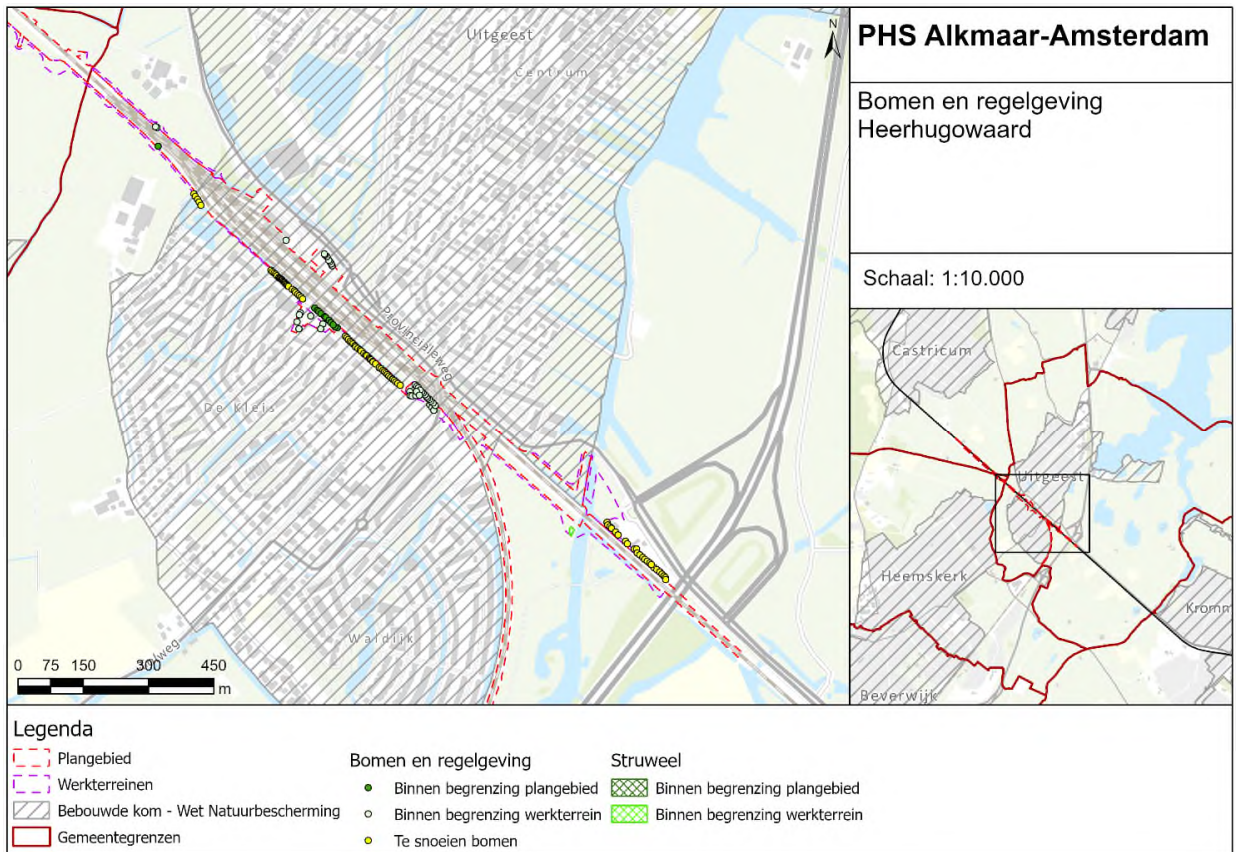 PHS Alkmaar-Amsterdam
Bomen en regelgeving
Heerhugowaard
Schaal: 1:10.000
N
Uitgeest
Centrum
Provincialeweg
De Kleis
Waldijk
0 75 150 300 450
m
Castricum
Uitgeest
Heemskerk
Beverwijk
Legenda
Plangebied
Werkterreinen
Bebouwde kom - Wet Natuurbescherming
Gemeentegrenzen
Bomen en regelgeving
Binnen begrenzing plangebied
Binnen begrenzing werkterrein
Te snoeien bomen
Struweel
Binnen begrenzing plangebied
Binnen begrenzing werkterrein